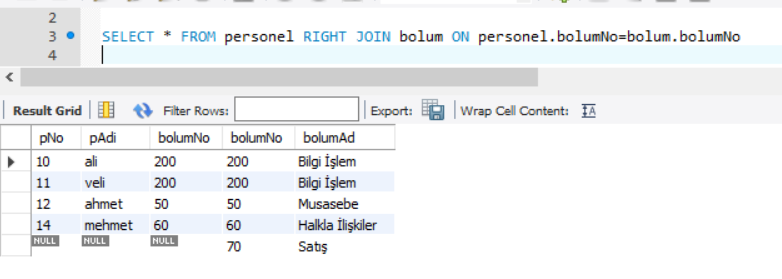 2
3 SELECT * FROM personel RIGHT JOIN bolum ON personel.bolumNo=bolum.bolumNo
4
Result Grid Filter Rows: Export: Wrap Cell Content: IA
pNo pAdi bolumNo bolumNo bolumAd
10 ali 200 200 Bilgi İşlem
11 veli 200 200 Bilgi İşlem
12 ahmet 50 50 Musasebe
14 mehmet 60 60 Halkla İlişkiler
NULL NULL NULL 70 Satış